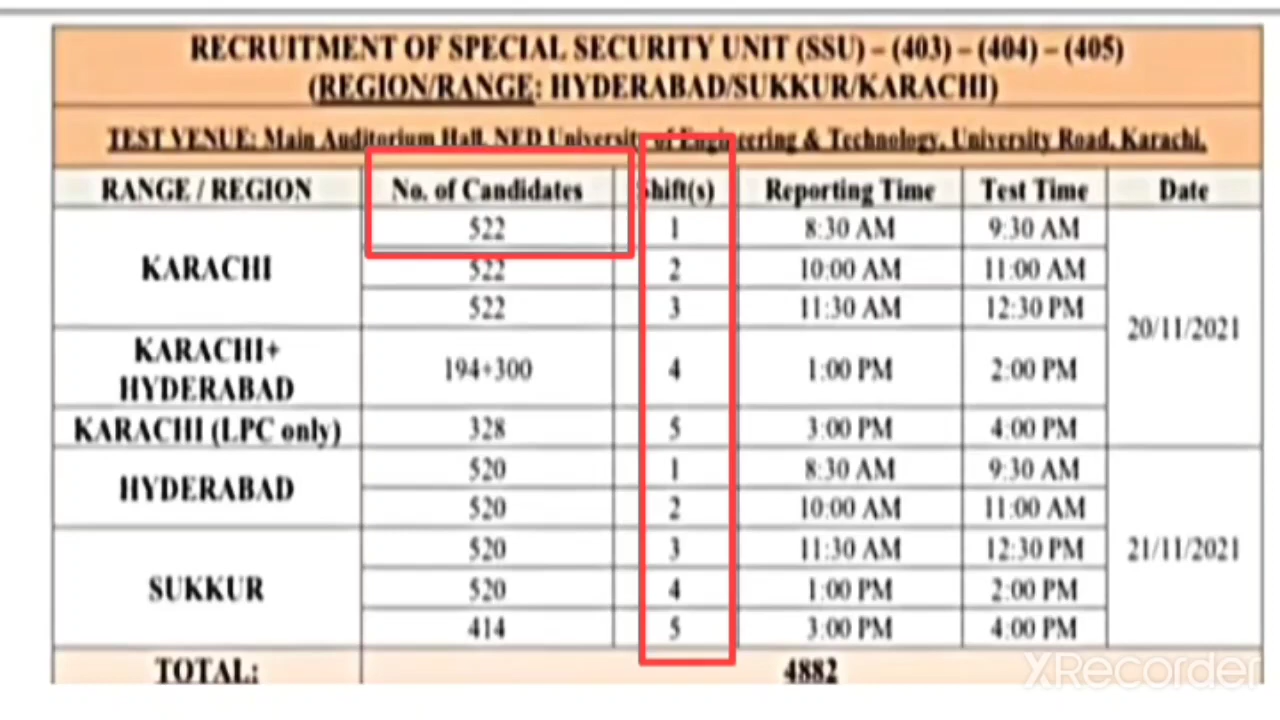 RECRUITMENT OF SPECIAL SECURITY UNIT (SSU) – (403) – (404) – (405)
(REGION/RANGE: HYDERABAD/SUKKUR/KARACHI)
TEST VENUE: Main Auditorium Hall, NED University of Engineering & Technology, University Road, Karachi.
RANGE / REGION No. of Candidates Shift(s) Reporting Time Test Time Date
KARACHI 522 1 8:30 AM 9:30 AM 20/11/2021
522 2 10:00 AM 11:00 AM
522 3 11:30 AM 12:30 PM
KARACHI+ HYDERABAD 194+300 4 1:00 PM 2:00 PM
KARACHI (LPC only) 328 5 3:00 PM 4:00 PM
HYDERABAD 520 1 8:30 AM 9:30 AM 21/11/2021
520 2 10:00 AM 11:00 AM
SUKKUR 520 3 11:30 AM 12:30 PM
520 4 1:00 PM 2:00 PM
414 5 3:00 PM 4:00 PM
TOTAL: 4882
XRecorder